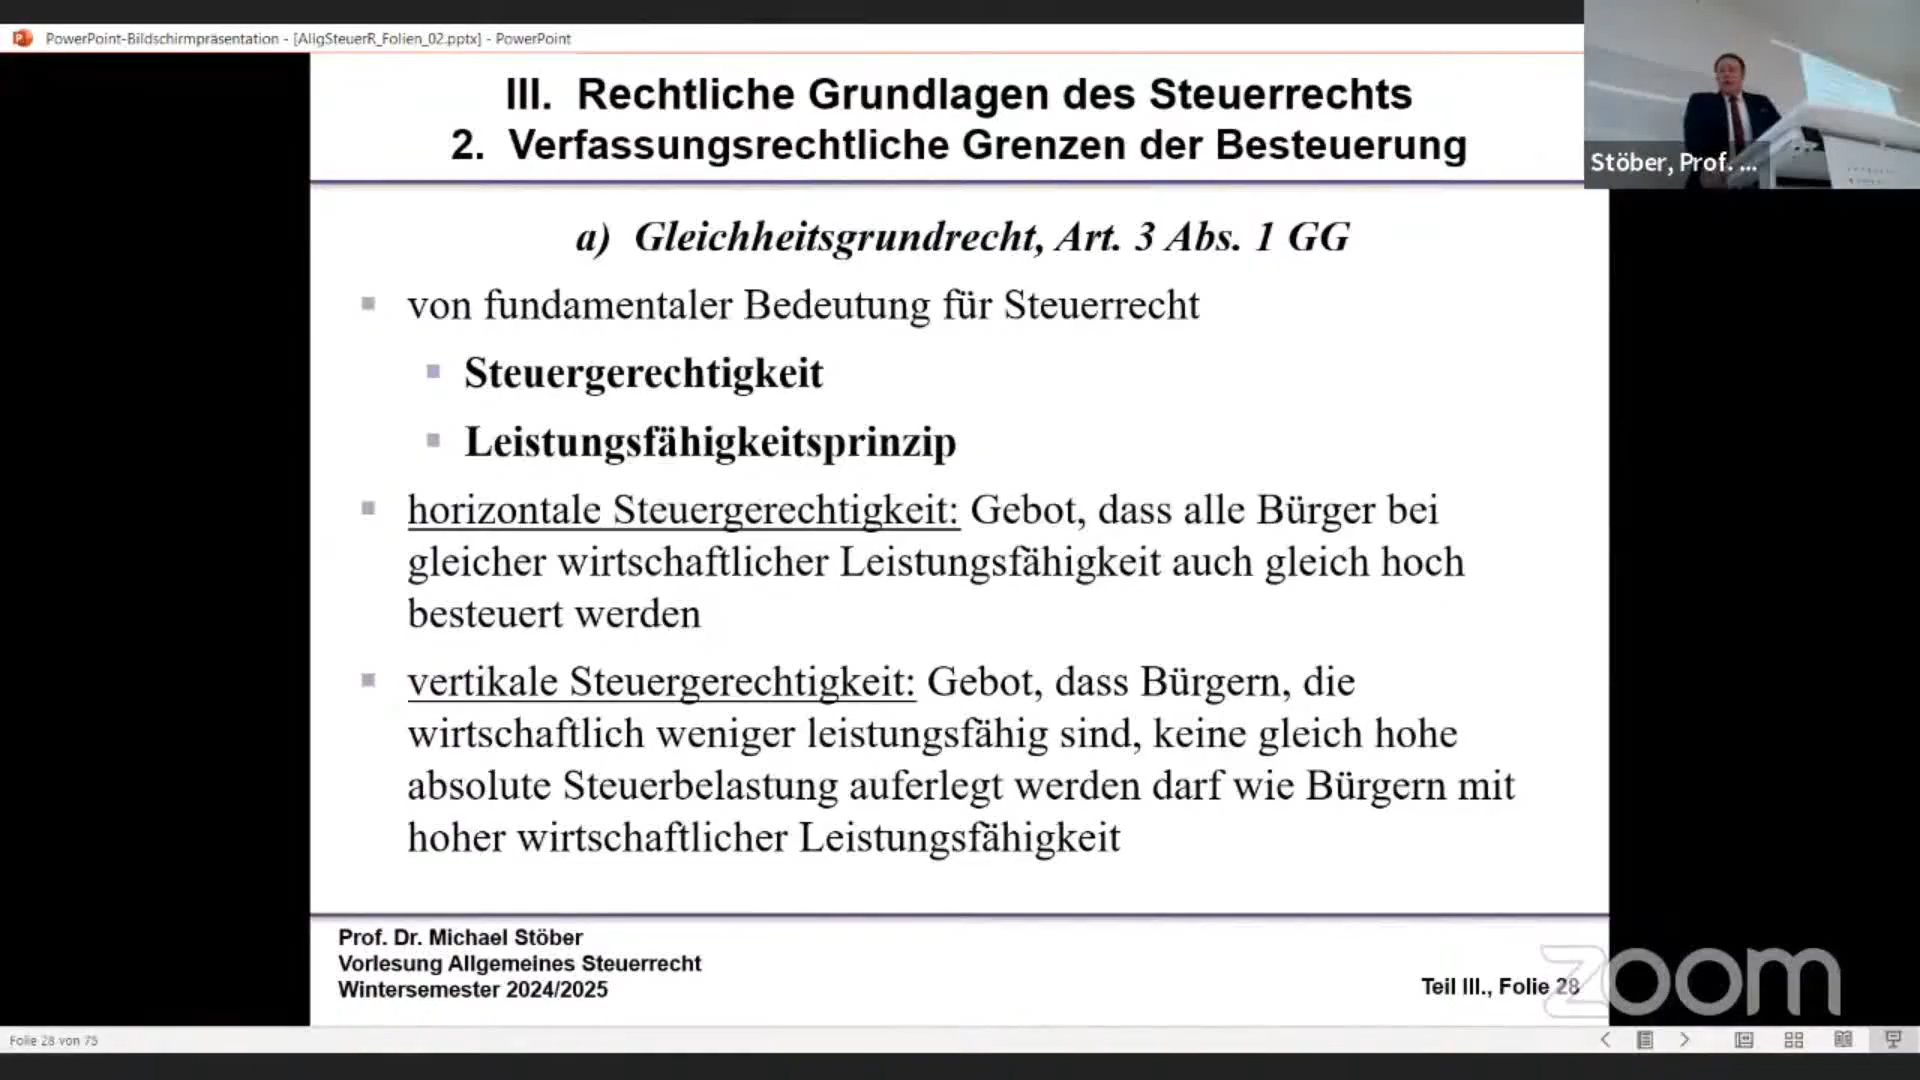 PowerPoint-Bildschirmpräsentation - [AllgSteuerR_Folien_02.pptx] - PowerPoint
III. Rechtliche Grundlagen des Steuerrechts
2. Verfassungsrechtliche Grenzen der Besteuerung
Stöber, Prof. ...
a) Gleichheitsgrundrecht, Art. 3 Abs. 1 GG
von fundamentaler Bedeutung für Steuerrecht
Steuergerechtigkeit
Leistungsfähigkeitsprinzip
horizontale Steuergerechtigkeit: Gebot, dass alle Bürger bei
gleicher wirtschaftlicher Leistungsfähigkeit auch gleich hoch
besteuert werden
vertikale Steuergerechtigkeit: Gebot, dass Bürgern, die
wirtschaftlich weniger leistungsfähig sind, keine gleich hohe
absolute Steuerbelastung auferlegt werden darf wie Bürgern mit
hoher wirtschaftlicher Leistungsfähigkeit
Prof. Dr. Michael Stöber
Vorlesung Allgemeines Steuerrecht
Wintersemester 2024/2025
Teil III., Folie 28
zoom
Folie 28 von 75